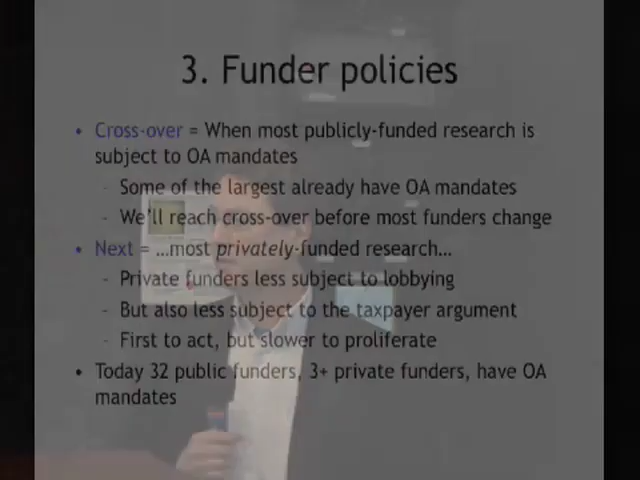 3. Funder policies
• Cross-over = When most publicly-funded research is
subject to OA mandates
- Some of the largest already have OA mandates
- We'll reach cross-over before most funders change
• Next = …most privately-funded research…
- Private funders less subject to lobbying
- But also less subject to the taxpayer argument
- First to act, but slower to proliferate
• Today 32 public funders, 3+ private funders, have OA
mandates